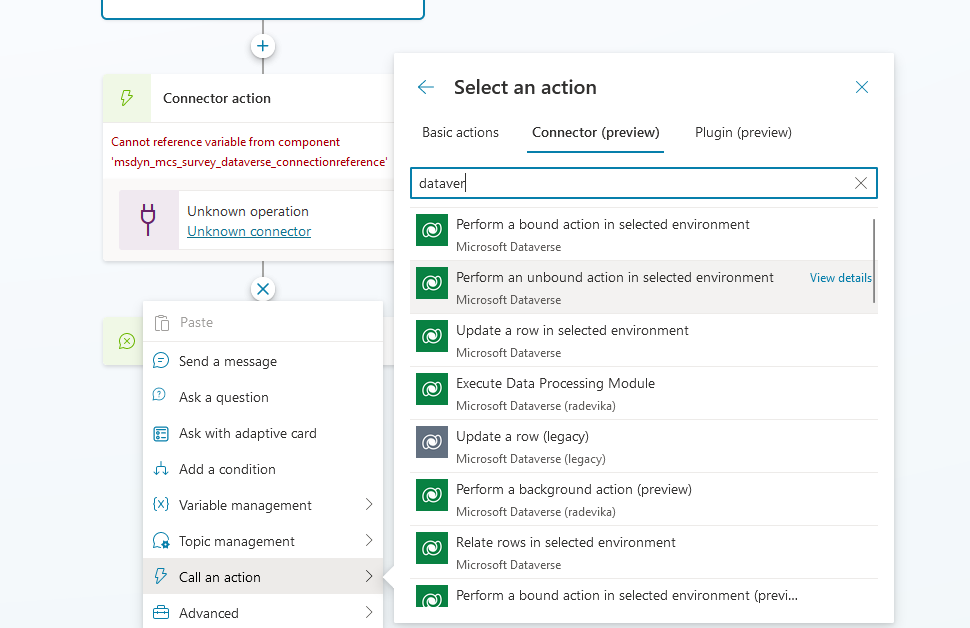 Connector action
Cannot reference variable from component
'msdyn_mcs_survey_dataverse_connectionreference'
Unknown operation
Unknown connector
Paste
Send a message
Ask a question
Ask with adaptive card
Add a condition
Variable management
Topic management
Call an action
Advanced
Select an action
Basic actions
Connector (preview)
Plugin (preview)
dataver
Perform a bound action in selected environment
Microsoft Dataverse
Perform an unbound action in selected environment
View details
Microsoft Dataverse
Update a row in selected environment
Microsoft Dataverse
Execute Data Processing Module
Microsoft Dataverse (radevika)
Update a row (legacy)
Microsoft Dataverse (legacy)
Perform a background action (preview)
Microsoft Dataverse (radevika)
Relate rows in selected environment
Microsoft Dataverse
Perform a bound action in selected environment (previ...